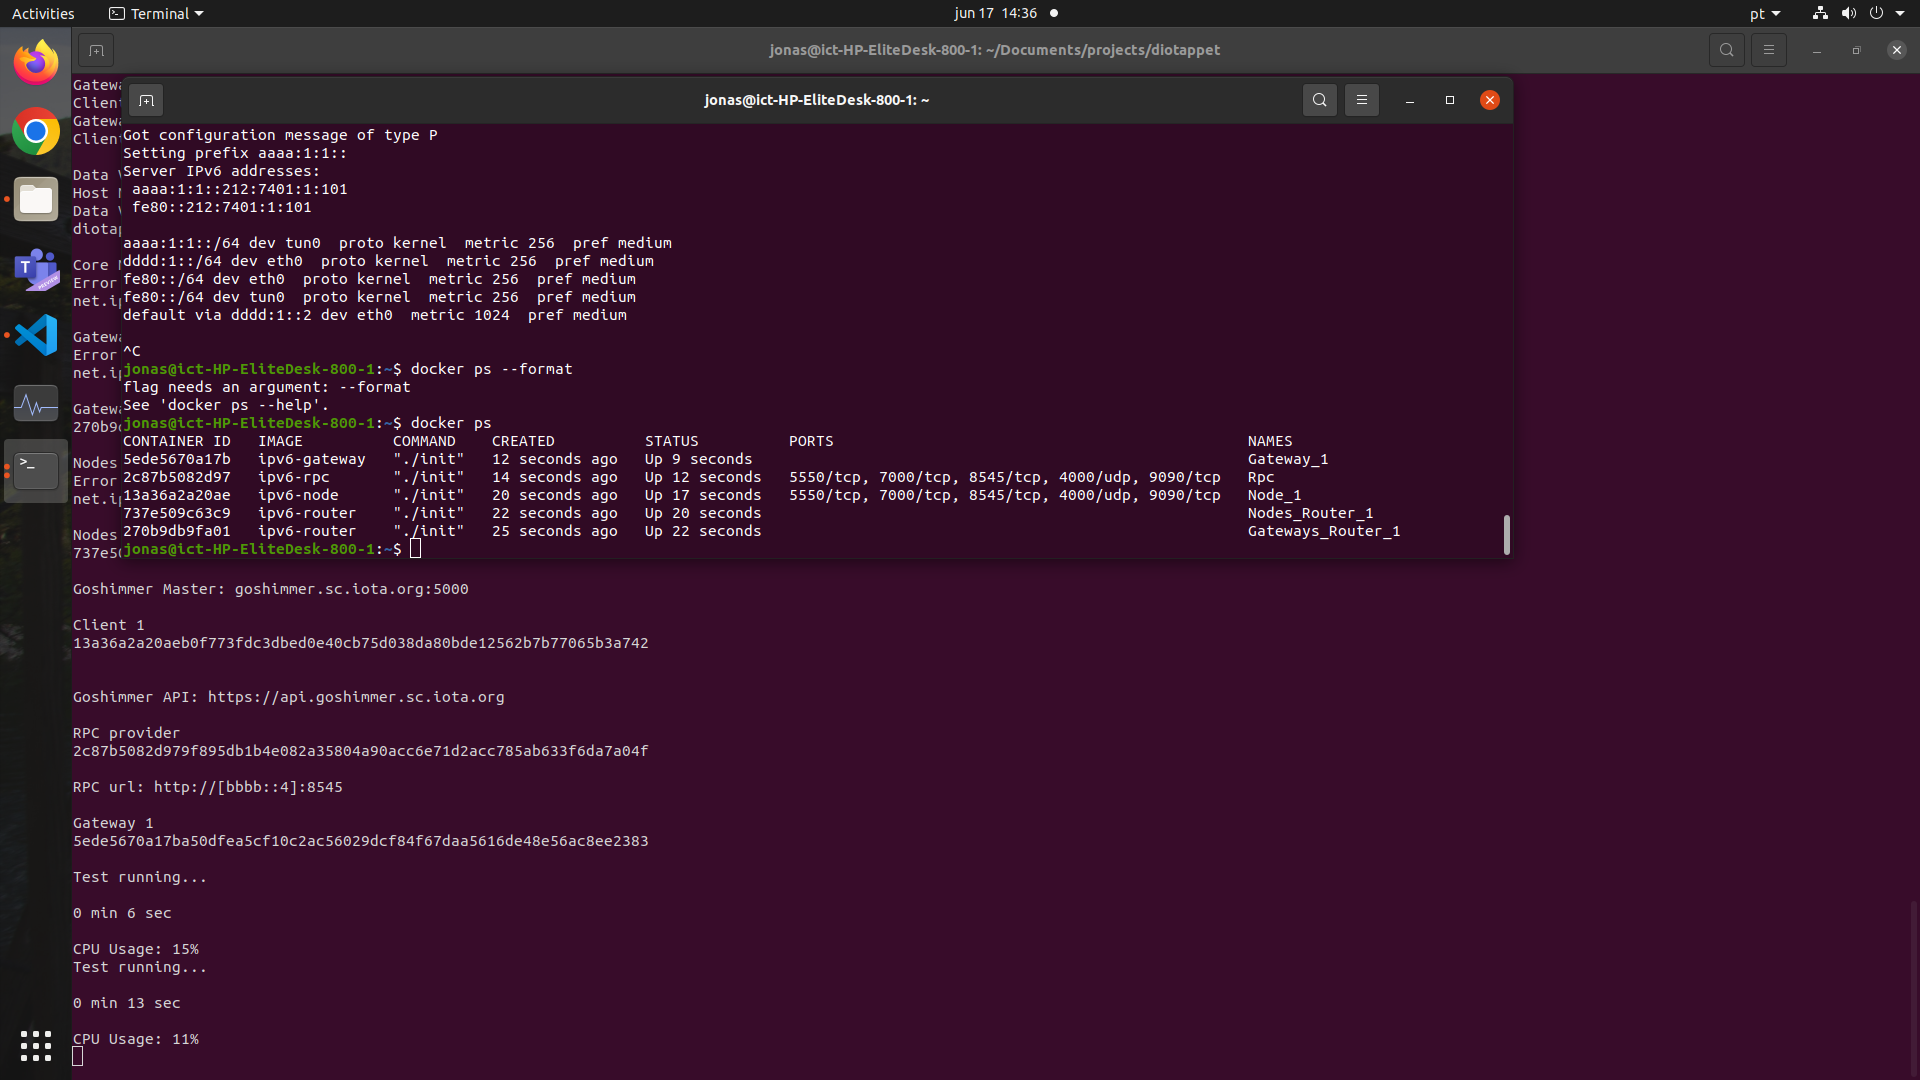 Activities
Terminal
jun 17 14:36
pt
jonas@ict-HP-EliteDesk-800-1: ~/Documents/projects/diotappet
jonas@ict-HP-EliteDesk-800-1: ~
Got configuration message of type P
Setting prefix aaaa:1:1::
Server IPv6 addresses:
aaaa:1:1::212:7401:1:101
fe80::212:7401:1:101
aaaa:1:1::/64 dev tun0  proto kernel  metric 256  pref medium
dddd:1::/64 dev eth0  proto kernel  metric 256  pref medium
fe80::/64 dev eth0  proto kernel  metric 256  pref medium
fe80::/64 dev tun0  proto kernel  metric 256  pref medium
default via dddd:1::2 dev eth0  metric 1024  pref medium
^C
jonas@ict-HP-EliteDesk-800-1:~$ docker ps --format
flag needs an argument: --format
See 'docker ps --help'.
jonas@ict-HP-EliteDesk-800-1:~$ docker ps
CONTAINER ID   IMAGE          COMMAND    CREATED          STATUS          PORTS                                              NAMES
5ede5670a17b   ipv6-gateway   "./init"   12 seconds ago   Up 9 seconds                                                       Gateway_1
2c87b5082d97   ipv6-rpc       "./init"   14 seconds ago   Up 12 seconds   5550/tcp, 7000/tcp, 8545/tcp, 4000/udp, 9090/tcp   Rpc
13a36a2a20ae   ipv6-node      "./init"   20 seconds ago   Up 17 seconds   5550/tcp, 7000/tcp, 8545/tcp, 4000/udp, 9090/tcp   Node_1
737e509c63c9   ipv6-router    "./init"   22 seconds ago   Up 20 seconds                                                      Nodes_Router_1
270b9db9fa01   ipv6-router    "./init"   25 seconds ago   Up 22 seconds                                                      Gateways_Router_1
jonas@ict-HP-EliteDesk-800-1:~$
Data
Host
Data
Core
Error
Error
Nodes
Error
Nodes
Goshimmer Master: goshimmer.sc.iota.org:5000
Client 1
13a36a2a20aeb0f773fdc3dbed0e40cb75d038da80bde12562b7b77065b3a742
Goshimmer API: https://api.goshimmer.sc.iota.org
RPC provider
2c87b5082d979f895db1b4e082a35804a90acc6e71d2acc785ab633f6da7a04f
RPC url: http://[bbbb::4]:8545
Gateway 1
5ede5670a17ba50dfea5cf10c2ac56029dcf84f67daa5616de48e56ac8ee2383
Test running...
0 min 6 sec
CPU Usage: 15%
Test running...
0 min 13 sec
CPU Usage: 11%